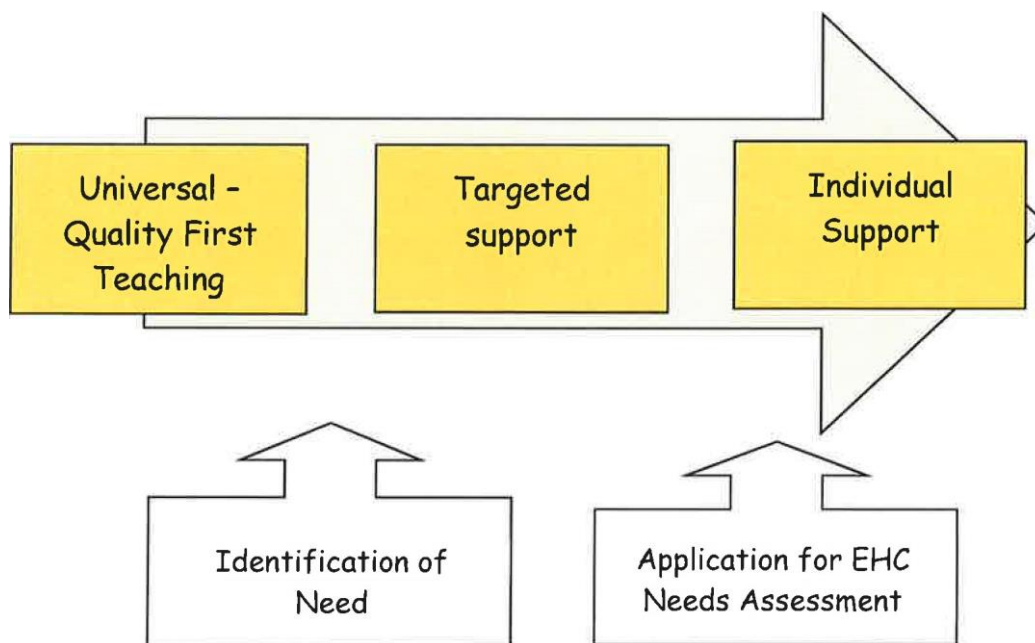 Universal –
Quality First
Teaching
Targeted
support
Individual
Support
Identification of
Need
Application for EHC
Needs Assessment